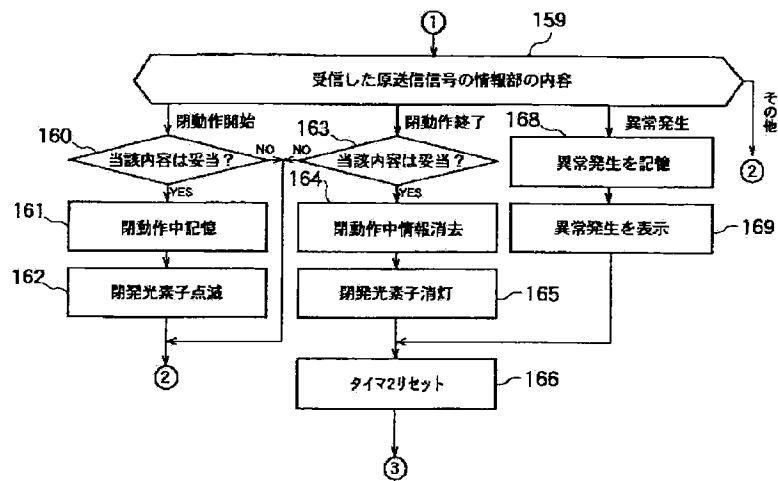 ①
159
受信した原送信信号の情報部の内容
その他
閉動作開始
閉動作終了
異常発生
160
163
168
当該内容は妥当?
NO
NO
当該内容は妥当?
異常発生を記憶
②
YES
YES
161
164
閉動作中記憶
閉動作中情報消去
異常発生を表示
169
162
閉発光素子点滅
閉発光素子消灯
165
②
タイマ2リセット
166
③